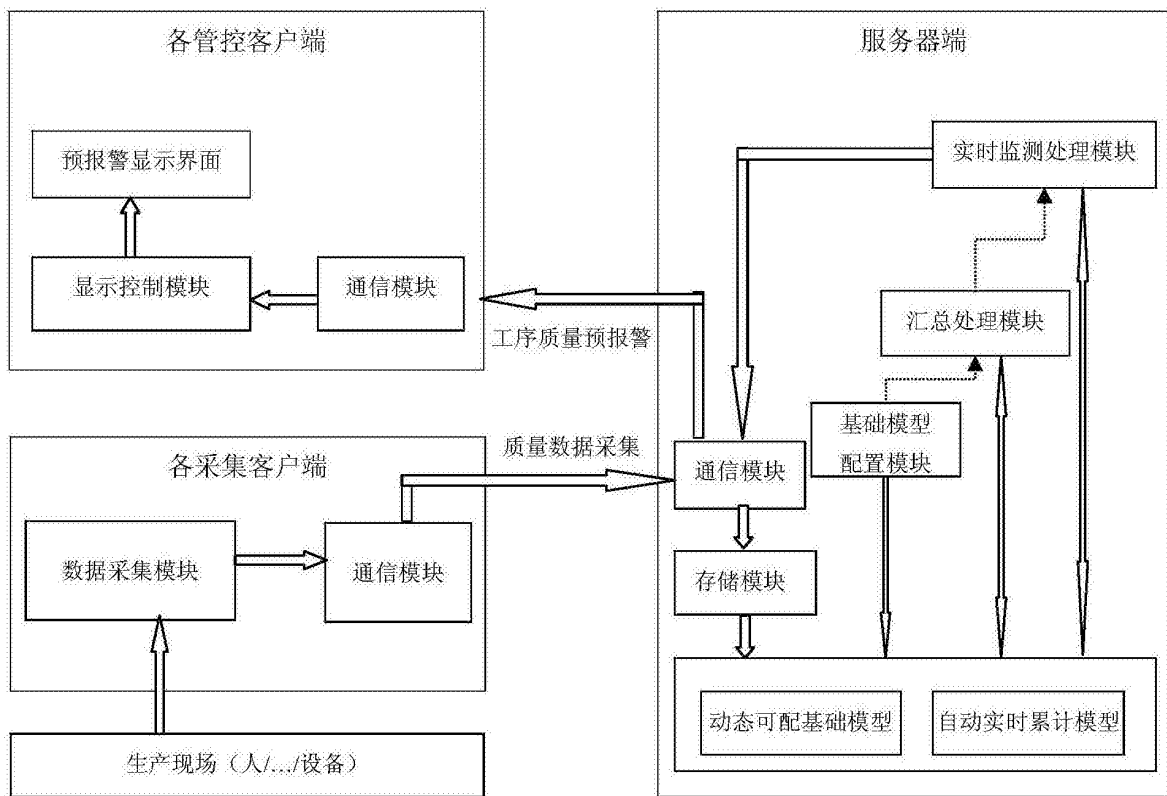 各管控客户端
预报警显示界面
显示控制模块
通信模块
工序质量预报警
各采集客户端
数据采集模块
通信模块
质量数据采集
生产现场（人/.../设备）
服务器端
实时监测处理模块
汇总处理模块
基础模型
配置模块
通信模块
存储模块
动态可配基础模型
自动实时累计模型